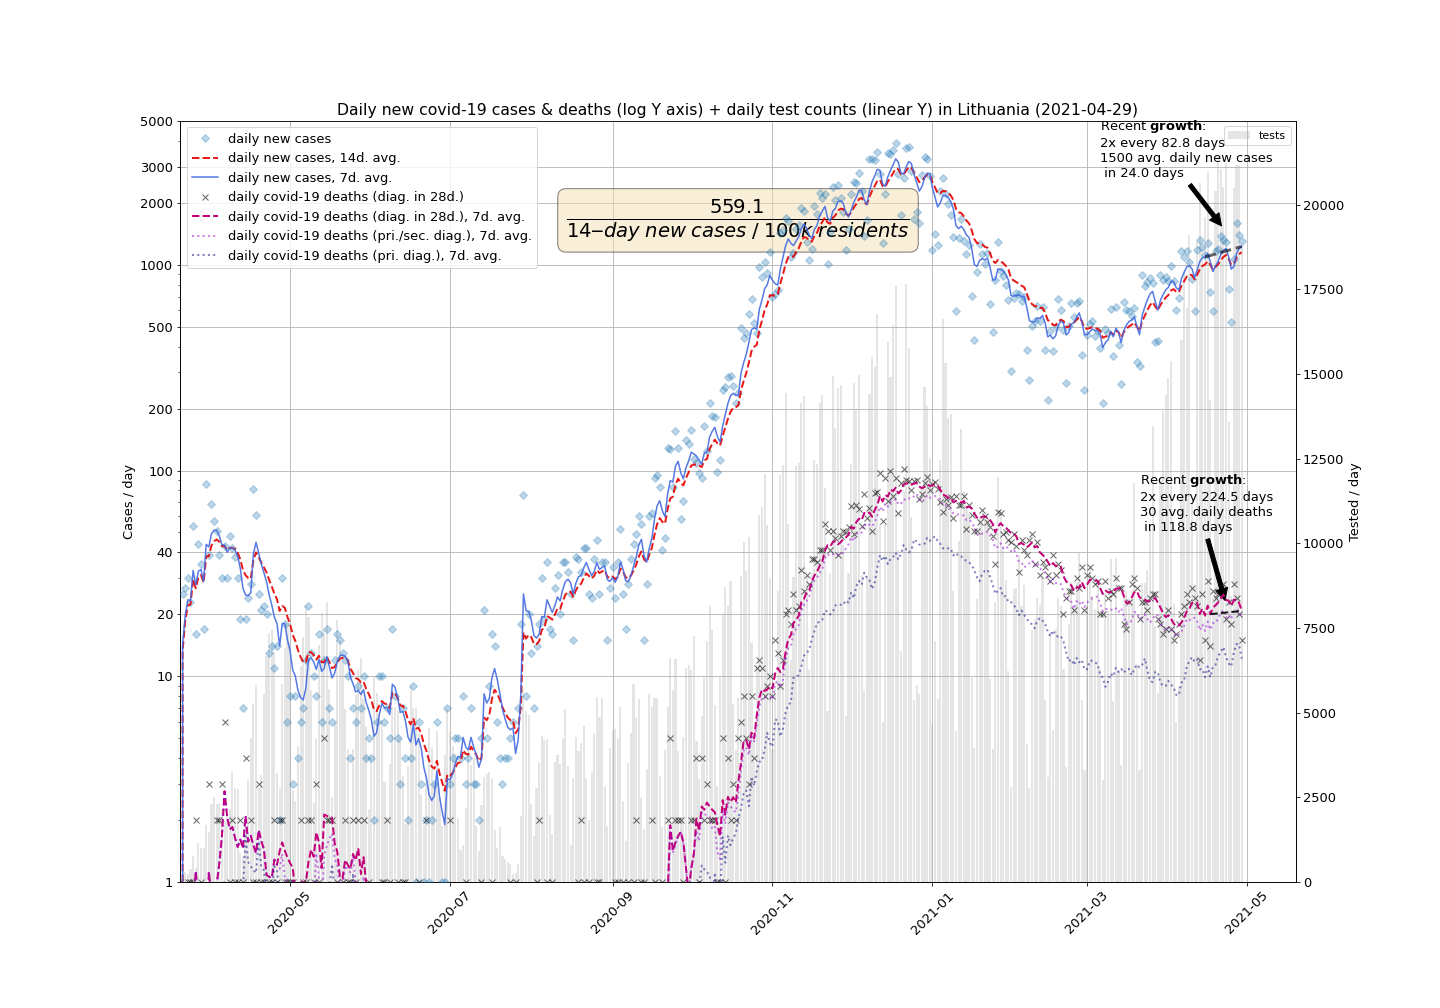 Daily new covid-19 cases & deaths (log Y axis) + daily test counts (linear Y) in Lithuania (2021-04-29)
daily new cases
daily new cases, 14d. avg.
daily new cases, 7d. avg.
daily covid-19 deaths (diag. in 28d.)
daily covid-19 deaths (diag. in 28d.), 7d. avg.
daily covid-19 deaths (pri./sec. diag.), 7d. avg.
daily covid-19 deaths (pri. diag.), 7d. avg.
559.1
14−day new cases / 100k residents
Recent growth:
2x every 82.8 days
1500 avg. daily new cases
in 24.0 days
tests
Recent growth:
2x every 224.5 days
30 avg. daily deaths
in 118.8 days
Cases / day
5000
3000
2000
1000
500
200
100
40
20
10
1
Tested / day
20000
17500
15000
12500
10000
7500
5000
2500
0
2020-05
2020-07
2020-09
2020-11
2021-01
2021-03
2021-05